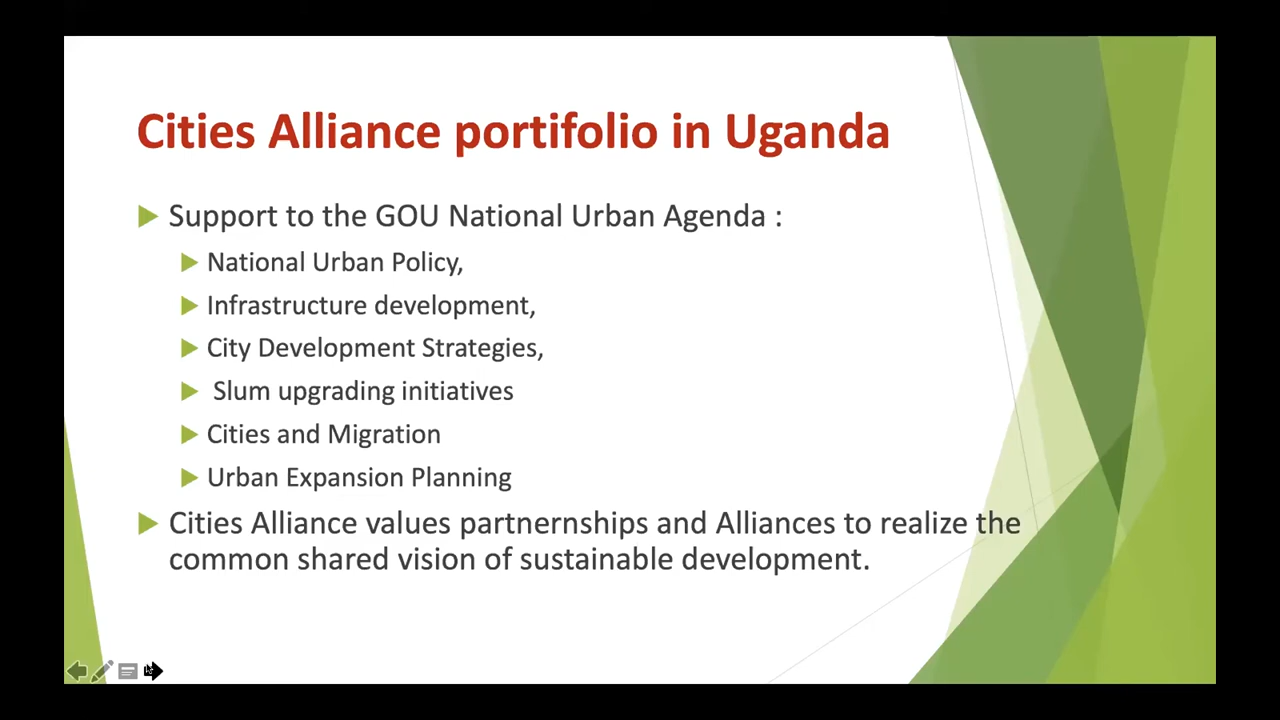 Cities Alliance portifolio in Uganda
Support to the GOU National Urban Agenda :
National Urban Policy,
Infrastructure development,
City Development Strategies,
Slum upgrading initiatives
Cities and Migration
Urban Expansion Planning
Cities Alliance values partnernships and Alliances to realize the
common shared vision of sustainable development.